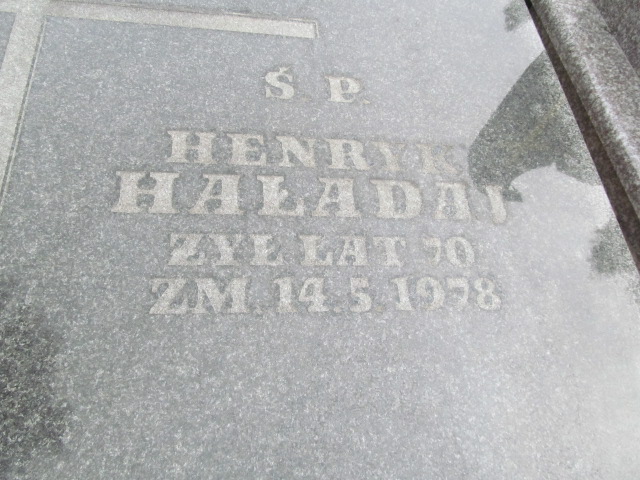 Ś. P.
HENRYK
HAŁADAJ
ŻYŁ LAT 70
ZM. 14.5.1978